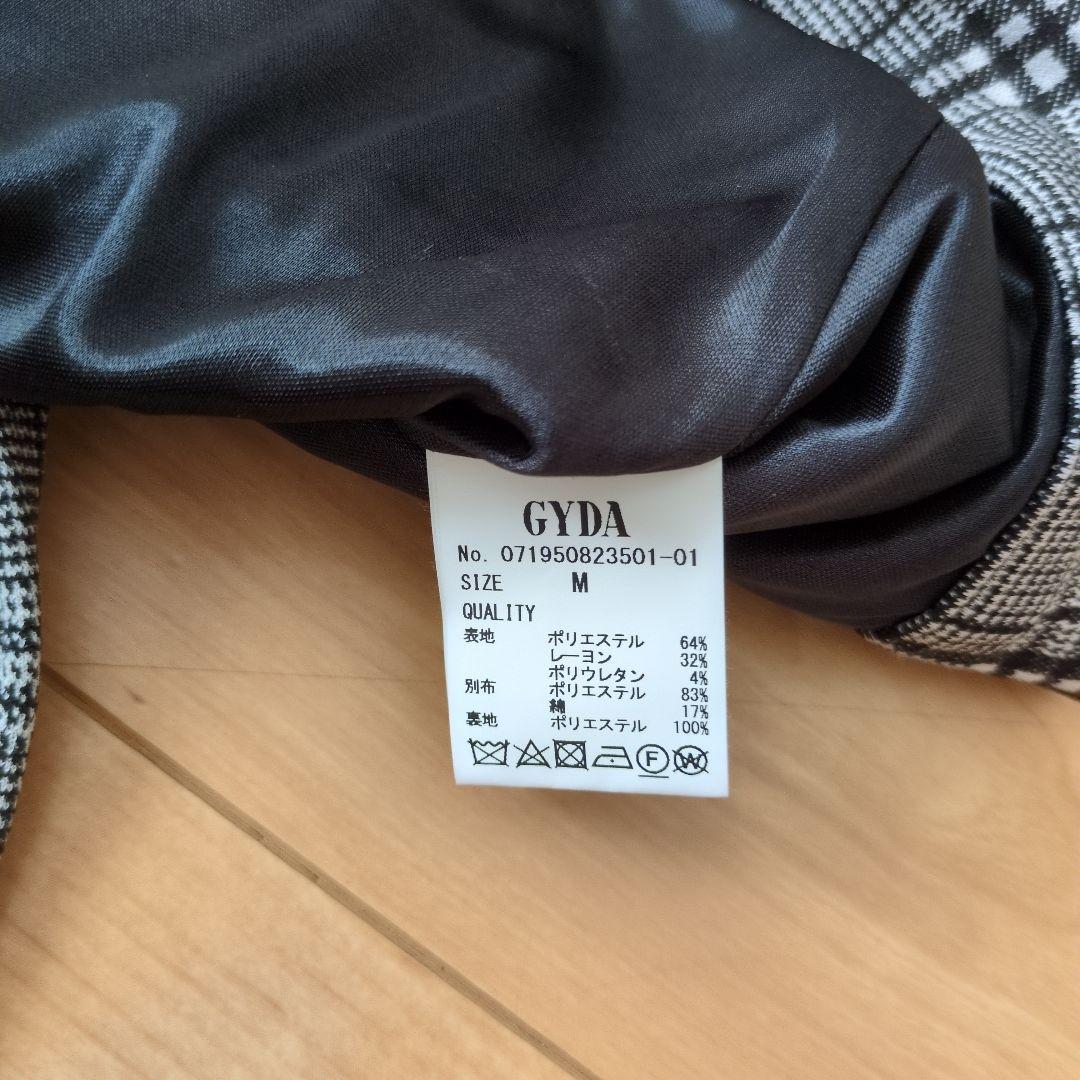 GYDA
No. 071950823501-01
SIZE M
QUALITY
表地 ポリエステル 64%
レーヨン 32%
ポリウレタン 4%
別布 ポリエステル 83%
綿 17%
裏地 ポリエステル 100%
F W